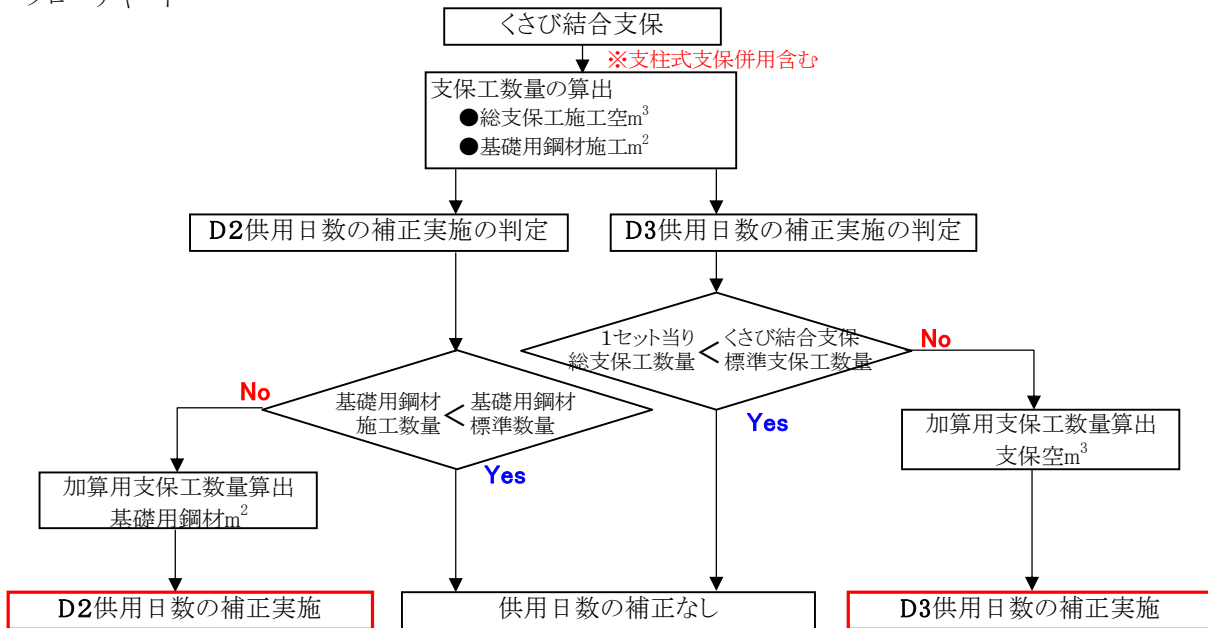 フローチャート
くさび結合支保
※支柱式支保併用含む
支保工数量の算出
●総支保工施工空m³
●基礎用鋼材施工m²
D2供用日数の補正実施の判定
D3供用日数の補正実施の判定
1セット当り
総支保工数量
<
くさび結合支保
標準支保工数量
No
Yes
基礎用鋼材
施工数量
<
基礎用鋼材
標準数量
No
Yes
加算用支保工数量算出
支保空m³
加算用支保工数量算出
基礎用鋼材m²
D2供用日数の補正実施
供用日数の補正なし
D3供用日数の補正実施